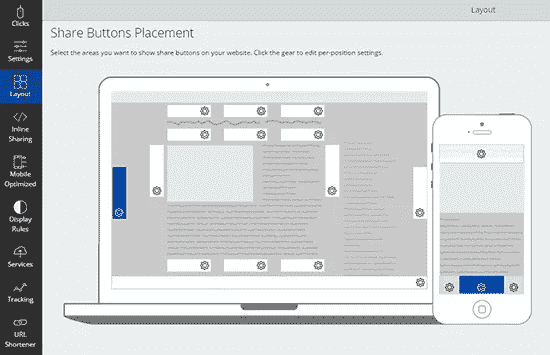 Layout
Share Buttons Placement
Select the areas you want to show share buttons on your website. Click the gear to edit per-position settings.
Clicks
Settings
Layout
Inline
Sharing
Mobile
Optimized
Display
Rules
Services
Tracking
URL
Shortener